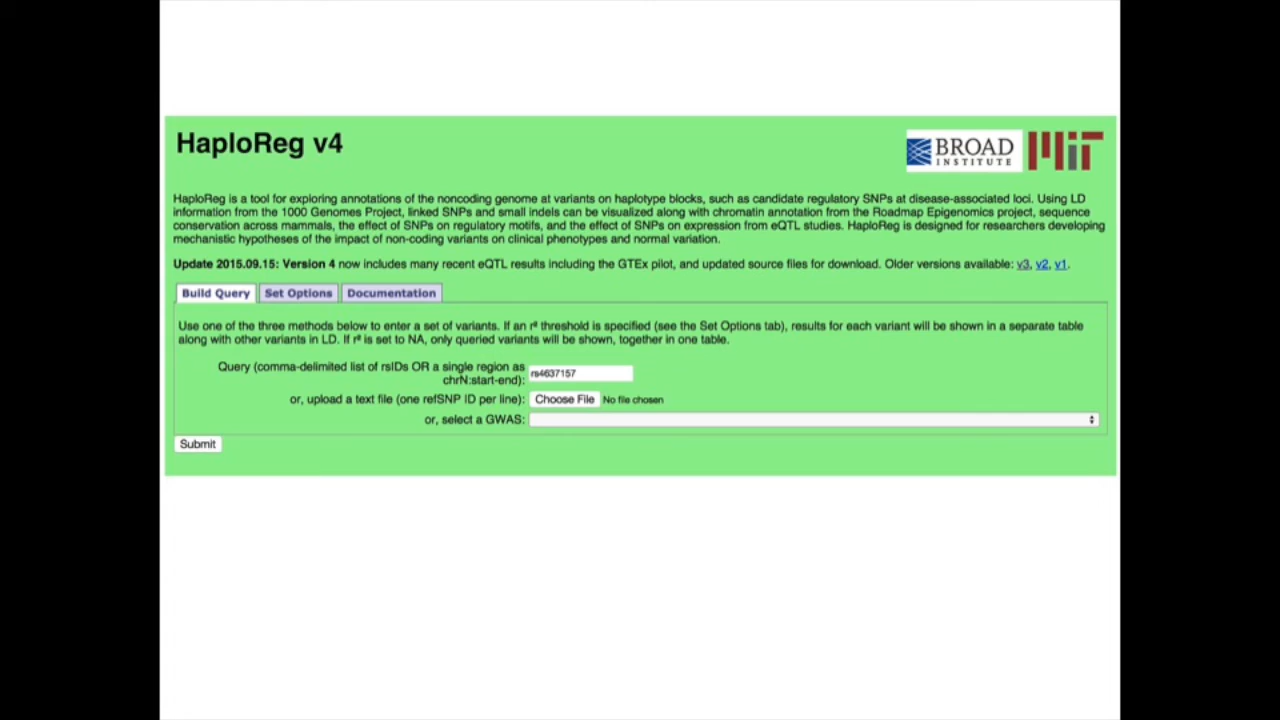 HaploReg v4
BROAD
INSTITUTE
MIT
HaploReg is a tool for exploring annotations of the noncoding genome at variants on haplotype blocks, such as candidate regulatory SNPs at disease-associated loci. Using LD
information from the 1000 Genomes Project, linked SNPs and small indels can be visualized along with chromatin annotation from the Roadmap Epigenomics project, sequence
conservation across mammals, the effect of SNPs on regulatory motifs, and the effect of SNPs on expression from eQTL studies. HaploReg is designed for researchers developing
mechanistic hypotheses of the impact of non-coding variants on clinical phenotypes and normal variation.
Update 2015.09.15: Version 4 now includes many recent eQTL results including the GTEx pilot, and updated source files for download. Older versions available: v3, v2, v1.
Build Query Set Options Documentation
Use one of the three methods below to enter a set of variants. If an r² threshold is specified (see the Set Options tab), results for each variant will be shown in a separate table
along with other variants in LD. If r² is set to NA, only queried variants will be shown, together in one table.
Query (comma-delimited list of rsIDs OR a single region as
chrN:start-end): rs4637157
or, upload a text file (one refSNP ID per line): Choose File No file chosen
or, select a GWAS:
Submit